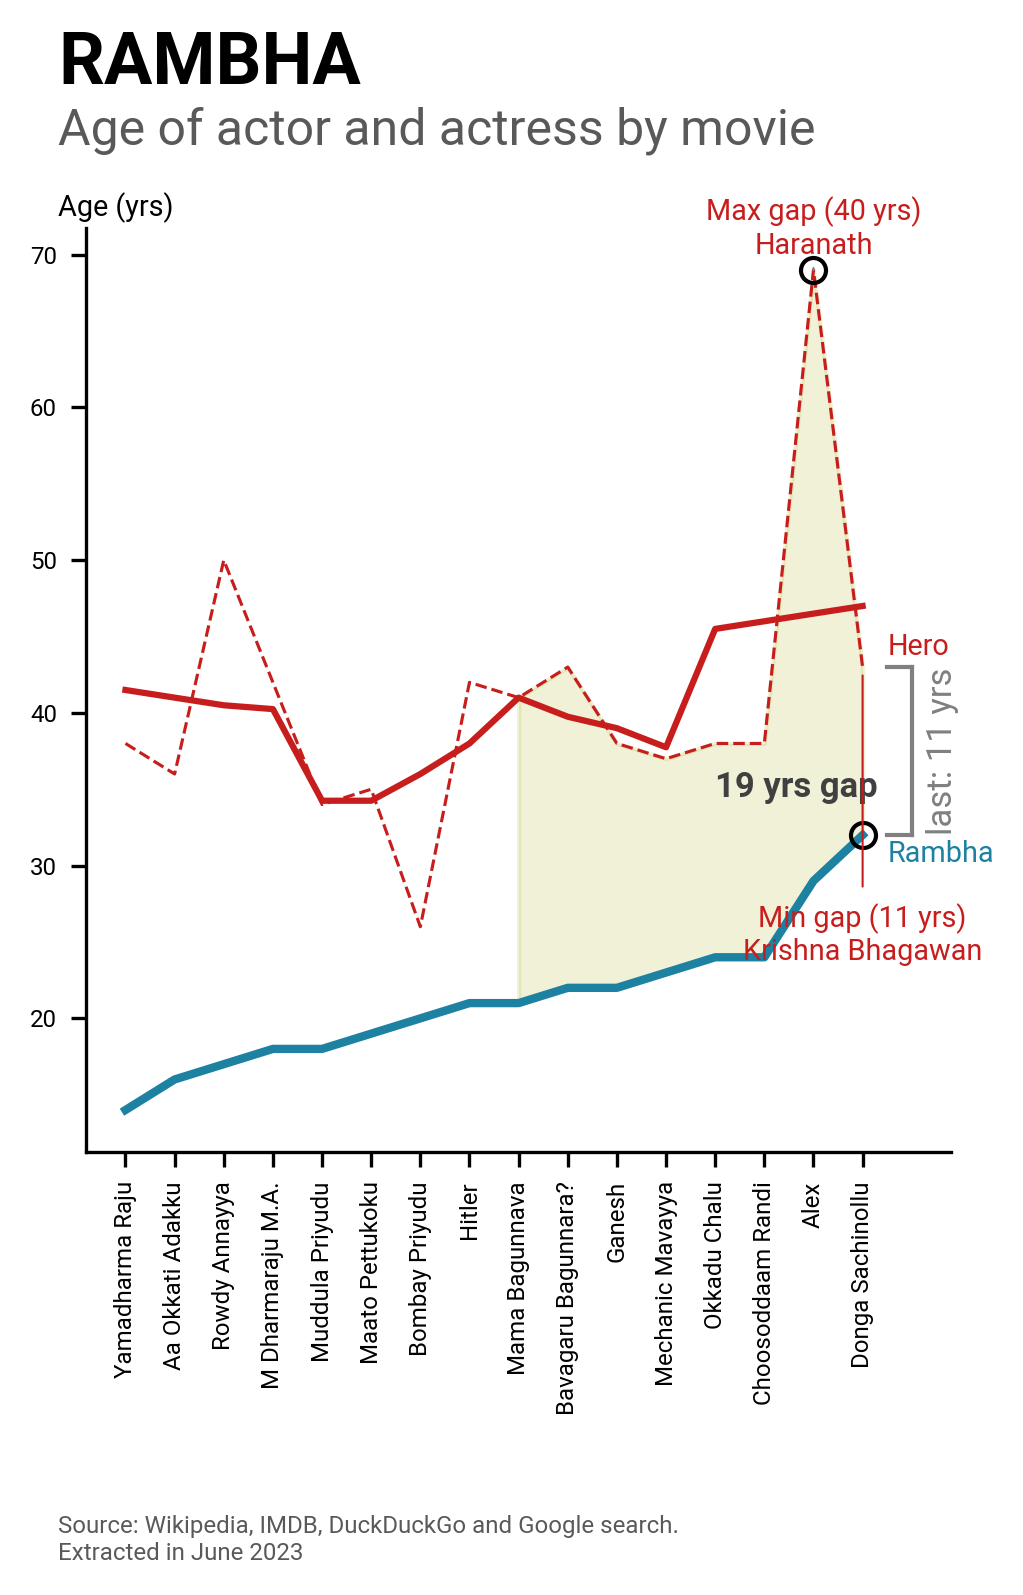 RAMBHA
Age of actor and actress by movie
Age (yrs)
Max gap (40 yrs)
Haranath
70
60
50
40
30
20
Hero
last: 11 yrs
19 yrs gap
Rambha
Min gap (11 yrs)
Krishna Bhagawan
Yamadharma Raju
Aa Okkati Adakku
Rowdy Annayya
M Dharmaraju M.A.
Muddula Priyudu
Maato Pettukoku
Bombay Priyudu
Hitler
Mama Bagunnava
Bavagaru Bagunnara?
Ganesh
Mechanic Mavayya
Okkadu Chalu
Choosoddaam Randi
Alex
Donga Sachinollu
Source: Wikipedia, IMDB, DuckDuckGo and Google search.
Extracted in June 2023